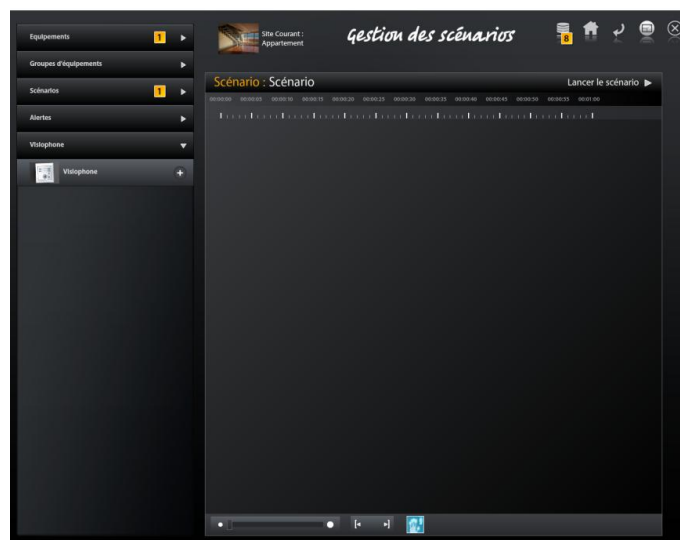 Equipements 1
Groupes d'équipements
Scénarios 1
Alertes
Visiophone
Visiophone
Site Courant :
Appartement
Gestion des scénarios
8
Scénario : Scénario
Lancer le scénario
00:00:00 00:00:05 00:00:10 00:00:15 00:00:20 00:00:25 00:00:30 00:00:35 00:00:40 00:00:45 00:00:50 00:00:55 00:01:00